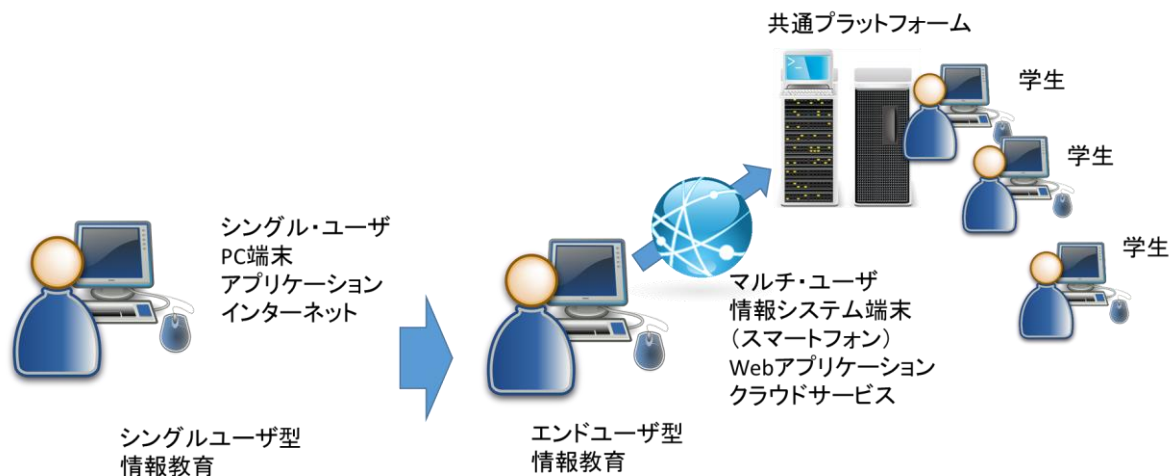 共通プラットフォーム
学生
学生
学生
シングル・ユーザ
PC端末
アプリケーション
インターネット
マルチ・ユーザ
情報システム端末
（スマートフォン）
Webアプリケーション
クラウドサービス
シングルユーザ型
情報教育
エンドユーザ型
情報教育